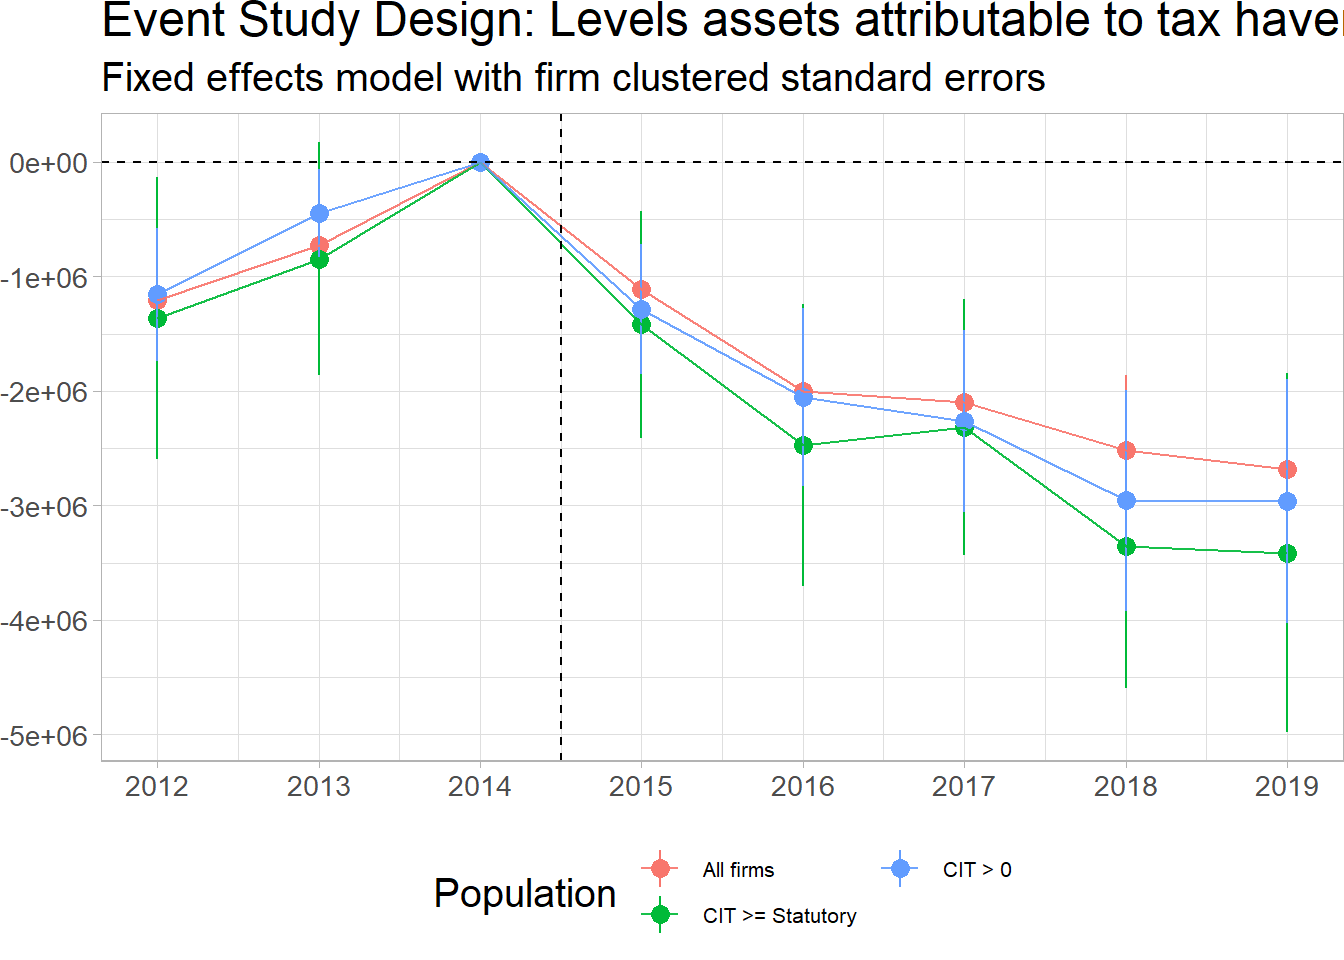 Event Study Design: Levels assets attributable to tax haven
Fixed effects model with firm clustered standard errors
0e+00
-1e+06
-2e+06
-3e+06
-4e+06
-5e+06
2012 2013 2014 2015 2016 2017 2018 2019
Population
All firms
CIT >= Statutory
CIT > 0